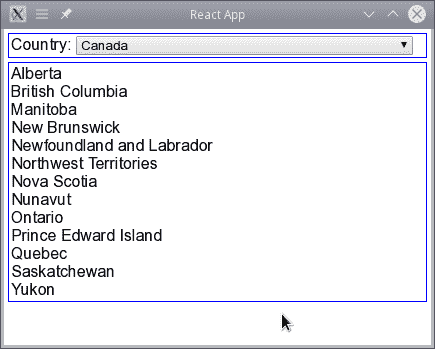 React App
Country: Canada
Alberta
British Columbia
Manitoba
New Brunswick
Newfoundland and Labrador
Northwest Territories
Nova Scotia
Nunavut
Ontario
Prince Edward Island
Quebec
Saskatchewan
Yukon